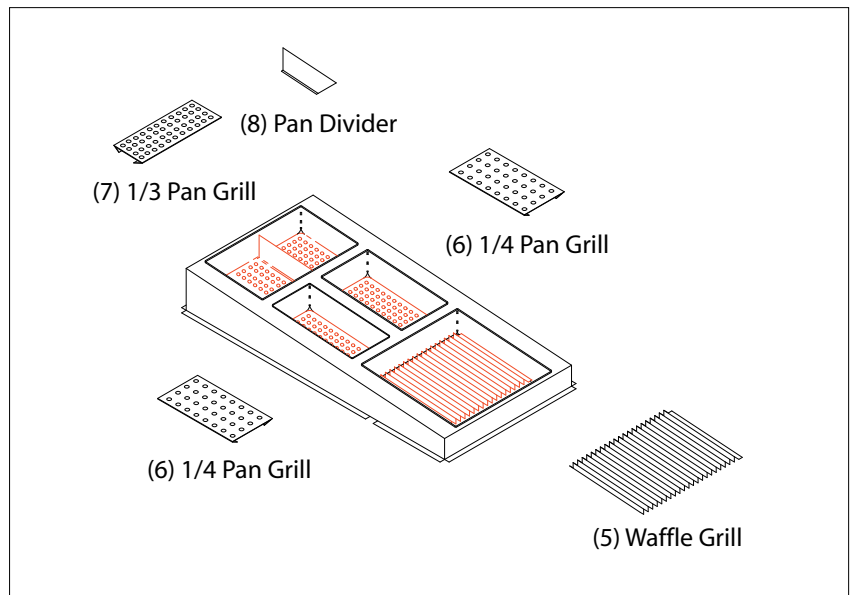 (8) Pan Divider
(7) 1/3 Pan Grill
(6) 1/4 Pan Grill
(6) 1/4 Pan Grill
(5) Waffle Grill